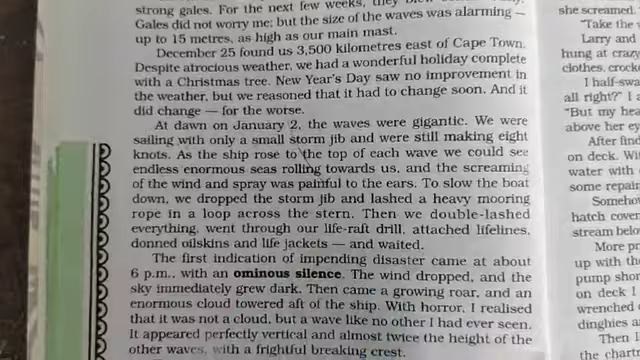 strong gales. For the next few weeks, they
Gales did not worry me; but the size of the waves was alarming —
up to 15 metres, as high as our main mast.
December 25 found us 3,500 kilometres east of Cape Town.
Despite atrocious weather, we had a wonderful holiday complete
with a Christmas tree. New Year's Day saw no improvement in
the weather, but we reasoned that it had to change soon. And it
did change — for the worse.
At dawn on January 2, the waves were gigantic. We were
sailing with only a small storm jib and were still making eight
knots. As the ship rose to the top of each wave we could see
endless enormous seas rolling towards us, and the screaming
of the wind and spray was painful to the ears. To slow the boat
down, we dropped the storm jib and lashed a heavy mooring
rope in a loop across the stern. Then we double-lashed
everything, went through our life-raft drill, attached lifelines,
donned oilskins and life jackets — and waited.
The first indication of impending disaster came at about
6 p.m., with an ominous silence. The wind dropped, and the
sky immediately grew dark. Then came a growing roar, and an
enormous cloud towered aft of the ship. With horror, I realised
that it was not a cloud, but a wave like no other I had ever seen.
It appeared perfectly vertical and almost twice the height of the
other waves, with a frightful breaking crest.
she screamed.
"Take the
Larry and
hung at crazy
clothes, crock
I half-swa
all right?" I a
"But my hea
above her ey
After find
on deck. Wi
water with
some repair
Somehow
hatch cover
stream belo
More pr
up with th
pump shor
on deck I
wrenched
dinghies a
Then I
the chart